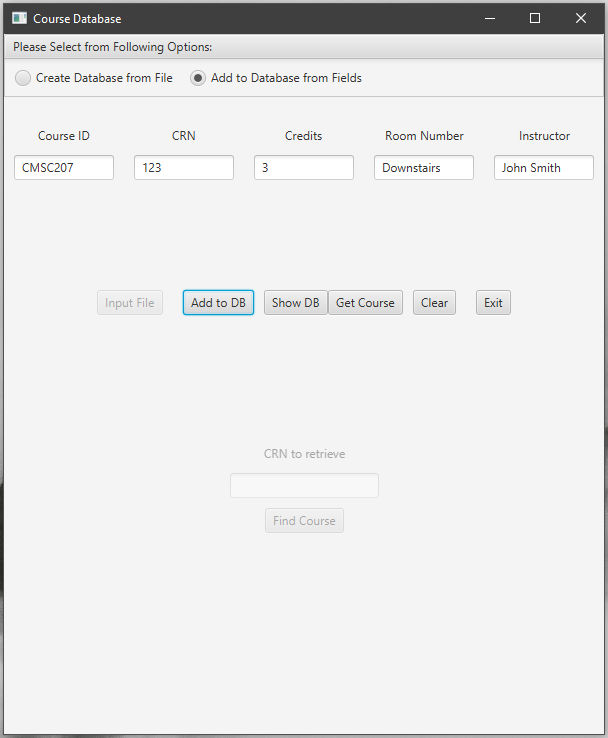 Course Database
Please Select from Following Options:
Create Database from File Add to Database from Fields
Course ID CRN Credits Room Number Instructor
CMSC207 123 3 Downstairs John Smith
Input File Add to DB Show DB Get Course Clear Exit
CRN to retrieve
Find Course